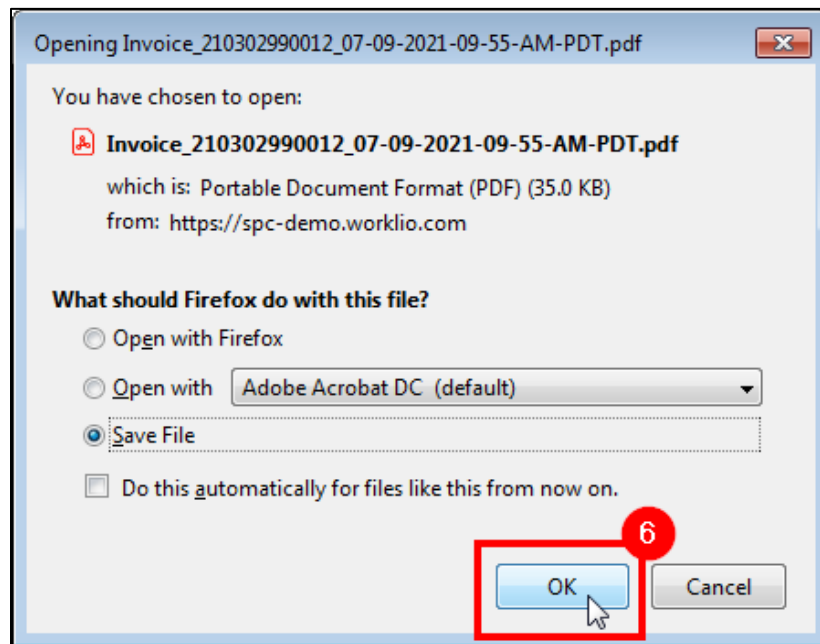 Opening Invoice_210302990012_07-09-2021-09-55-AM-PDT.pdf
You have chosen to open:
Invoice_210302990012_07-09-2021-09-55-AM-PDT.pdf
which is: Portable Document Format (PDF) (35.0 KB)
from: https://spc-demo.worklio.com
What should Firefox do with this file?
Open with Firefox
Open with Adobe Acrobat DC (default)
Save File
Do this automatically for files like this from now on.
6
OK Cancel